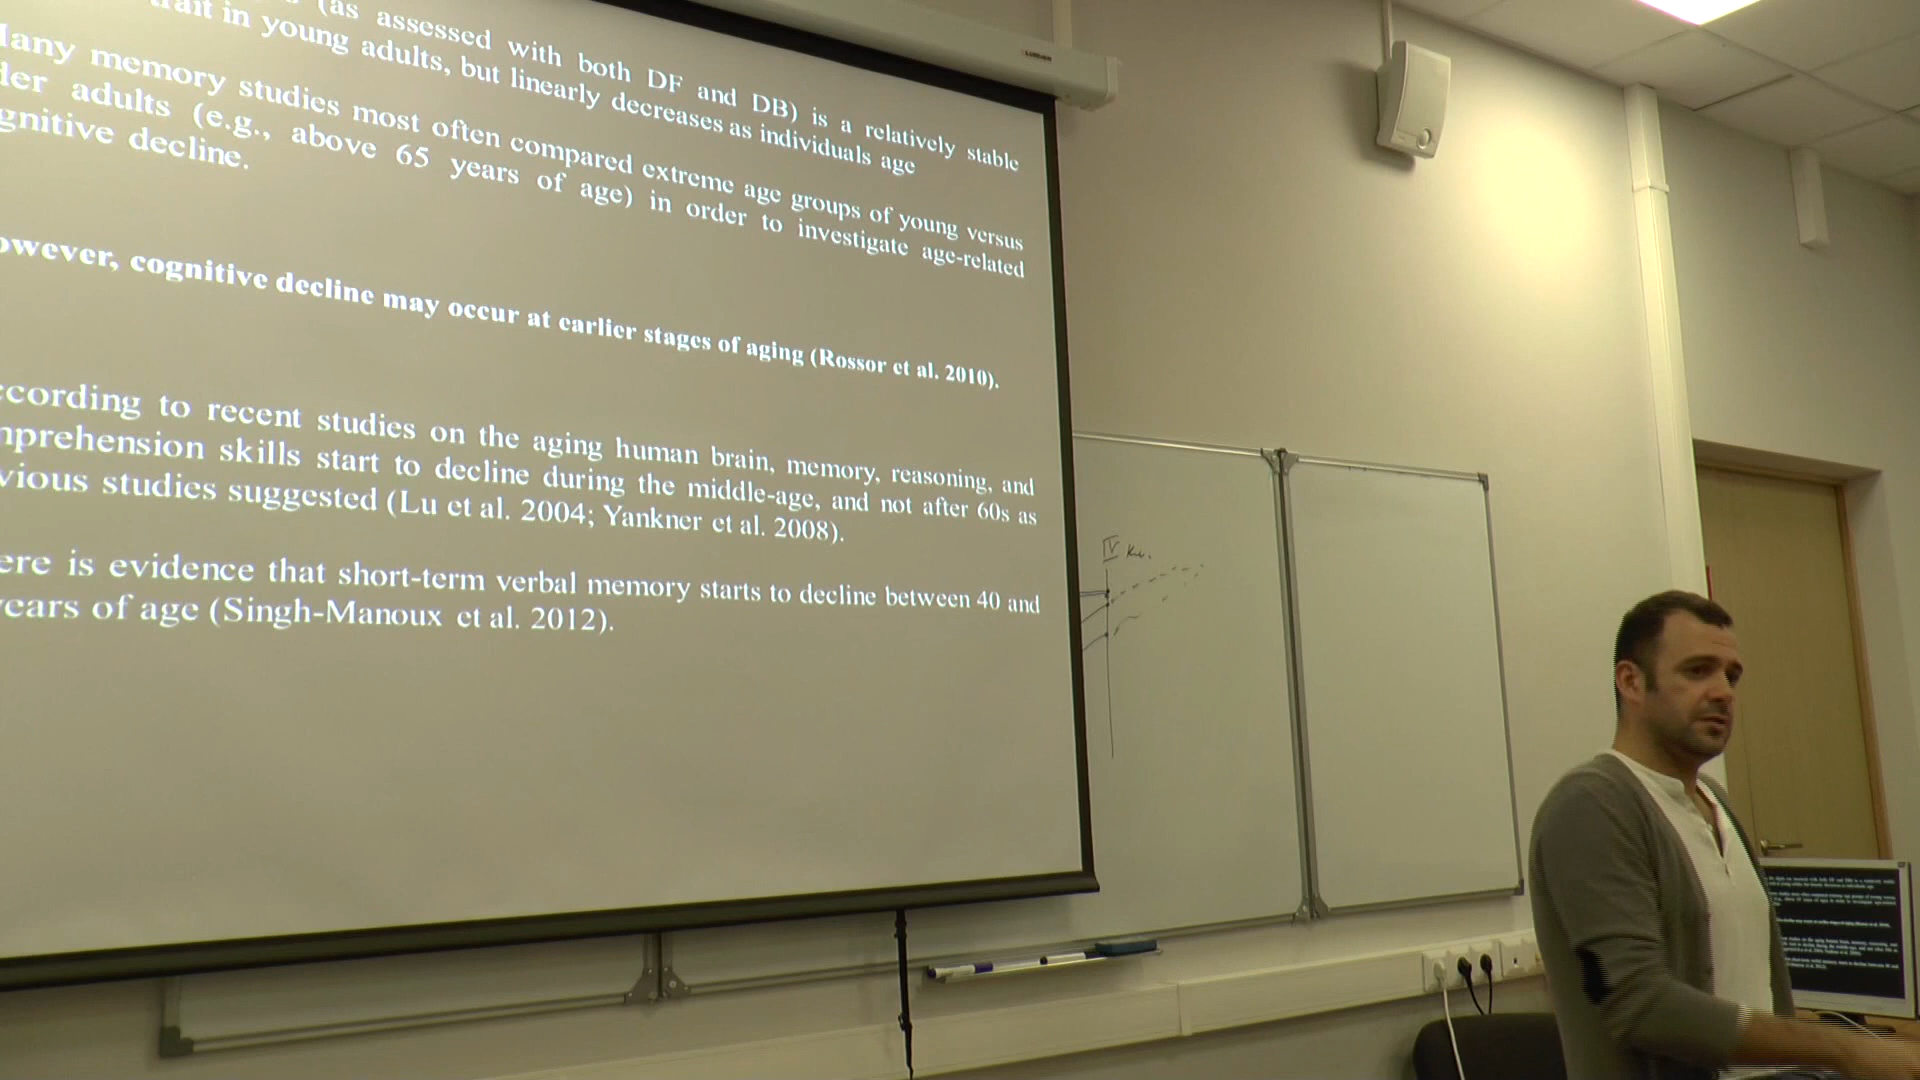 (as assessed with both DF and DB) is a relatively stable
trait in young adults, but linearly decreases as individuals age
any memory studies most often compared extreme age groups of young versus
der adults (e.g., above 65 years of age) in order to investigate age-related
gnitive decline.
owever, cognitive decline may occur at earlier stages of aging (Rossor et al. 2010).
cording to recent studies on the aging human brain, memory, reasoning, and
mprehension skills start to decline during the middle-age, and not after 60s as
vious studies suggested (Lu et al. 2004; Yankner et al. 2008).
ere is evidence that short-term verbal memory starts to decline between 40 and
years of age (Singh-Manoux et al. 2012).
IV